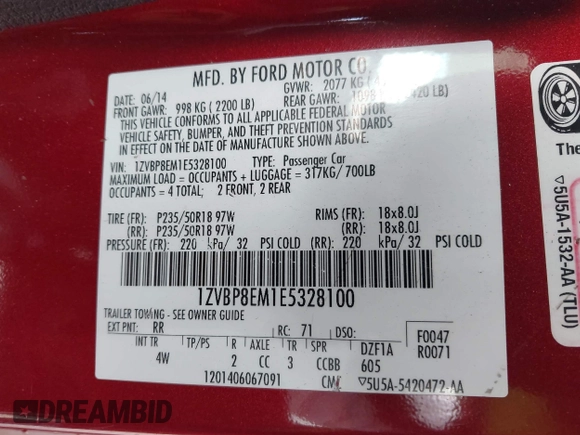 MFD. BY FORD MOTOR CO
DATE: 06/14 GVWR: 2077 KG
FRONT GAWR: 998 KG (2200 LB) REAR GAWR: 1098 420 LB)
THIS VEHICLE CONFORMS TO ALL APPLICABLE FEDERAL MOTOR
VEHICLE SAFETY, BUMPER, AND THEFT PREVENTION STANDARDS
IN EFFECT ON THE DATE OF MANUFACTURE SHOWN ABOVE.
VIN: 1ZVBP8EM1E5328100 TYPE: Passenger Car
MAXIMUM LOAD = OCCUPANTS + LUGGAGE = 317KG/700LB
OCCUPANTS = 4 TOTAL; 2 FRONT, 2 REAR
TIRE (FR): P235/50R18 97W RIMS (FR): 18x8.0J
(RR): P235/50R18 97W (RR): 18x8.0J
PRESSURE (FR): 220 kPa/ 32 PSI COLD (RR): 220 kPa/ 32 PSI COLD
1ZVBP8EM1E5328100
TRAILER TOWING - SEE OWNER GUIDE
EXT PNT: RR RC: 71 DSO: F0047
INT TR TP/PS R AXLE TR SPR DZF1A R0071
4W 2 CC 3 CCBB 605
1201406067091 5U5A-5420472-AA
The
5U5A-1532-AA (TLU)
DREAMBID